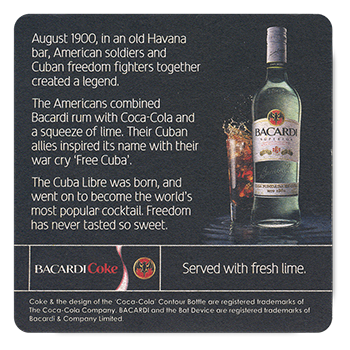 August 1900, in an old Havana
bar, American soldiers and
Cuban freedom fighters together
created a legend.
The Americans combined
Bacardi rum with Coca-Cola and
a squeeze of lime. Their Cuban
allies inspired its name with their
war cry 'Free Cuba'.
The Cuba Libre was born, and
went on to become the world's
most popular cocktail. Freedom
has never tasted so sweet.
BACARDI
SUPERIOR
BACARDI Coke
Served with fresh lime.
Coke & the design of the 'Coca-Cola' Contour Bottle are registered trademarks of
The Coca-Cola Company. BACARDI and the Bat Device are registered trademarks of
Bacardi & Company Limited.